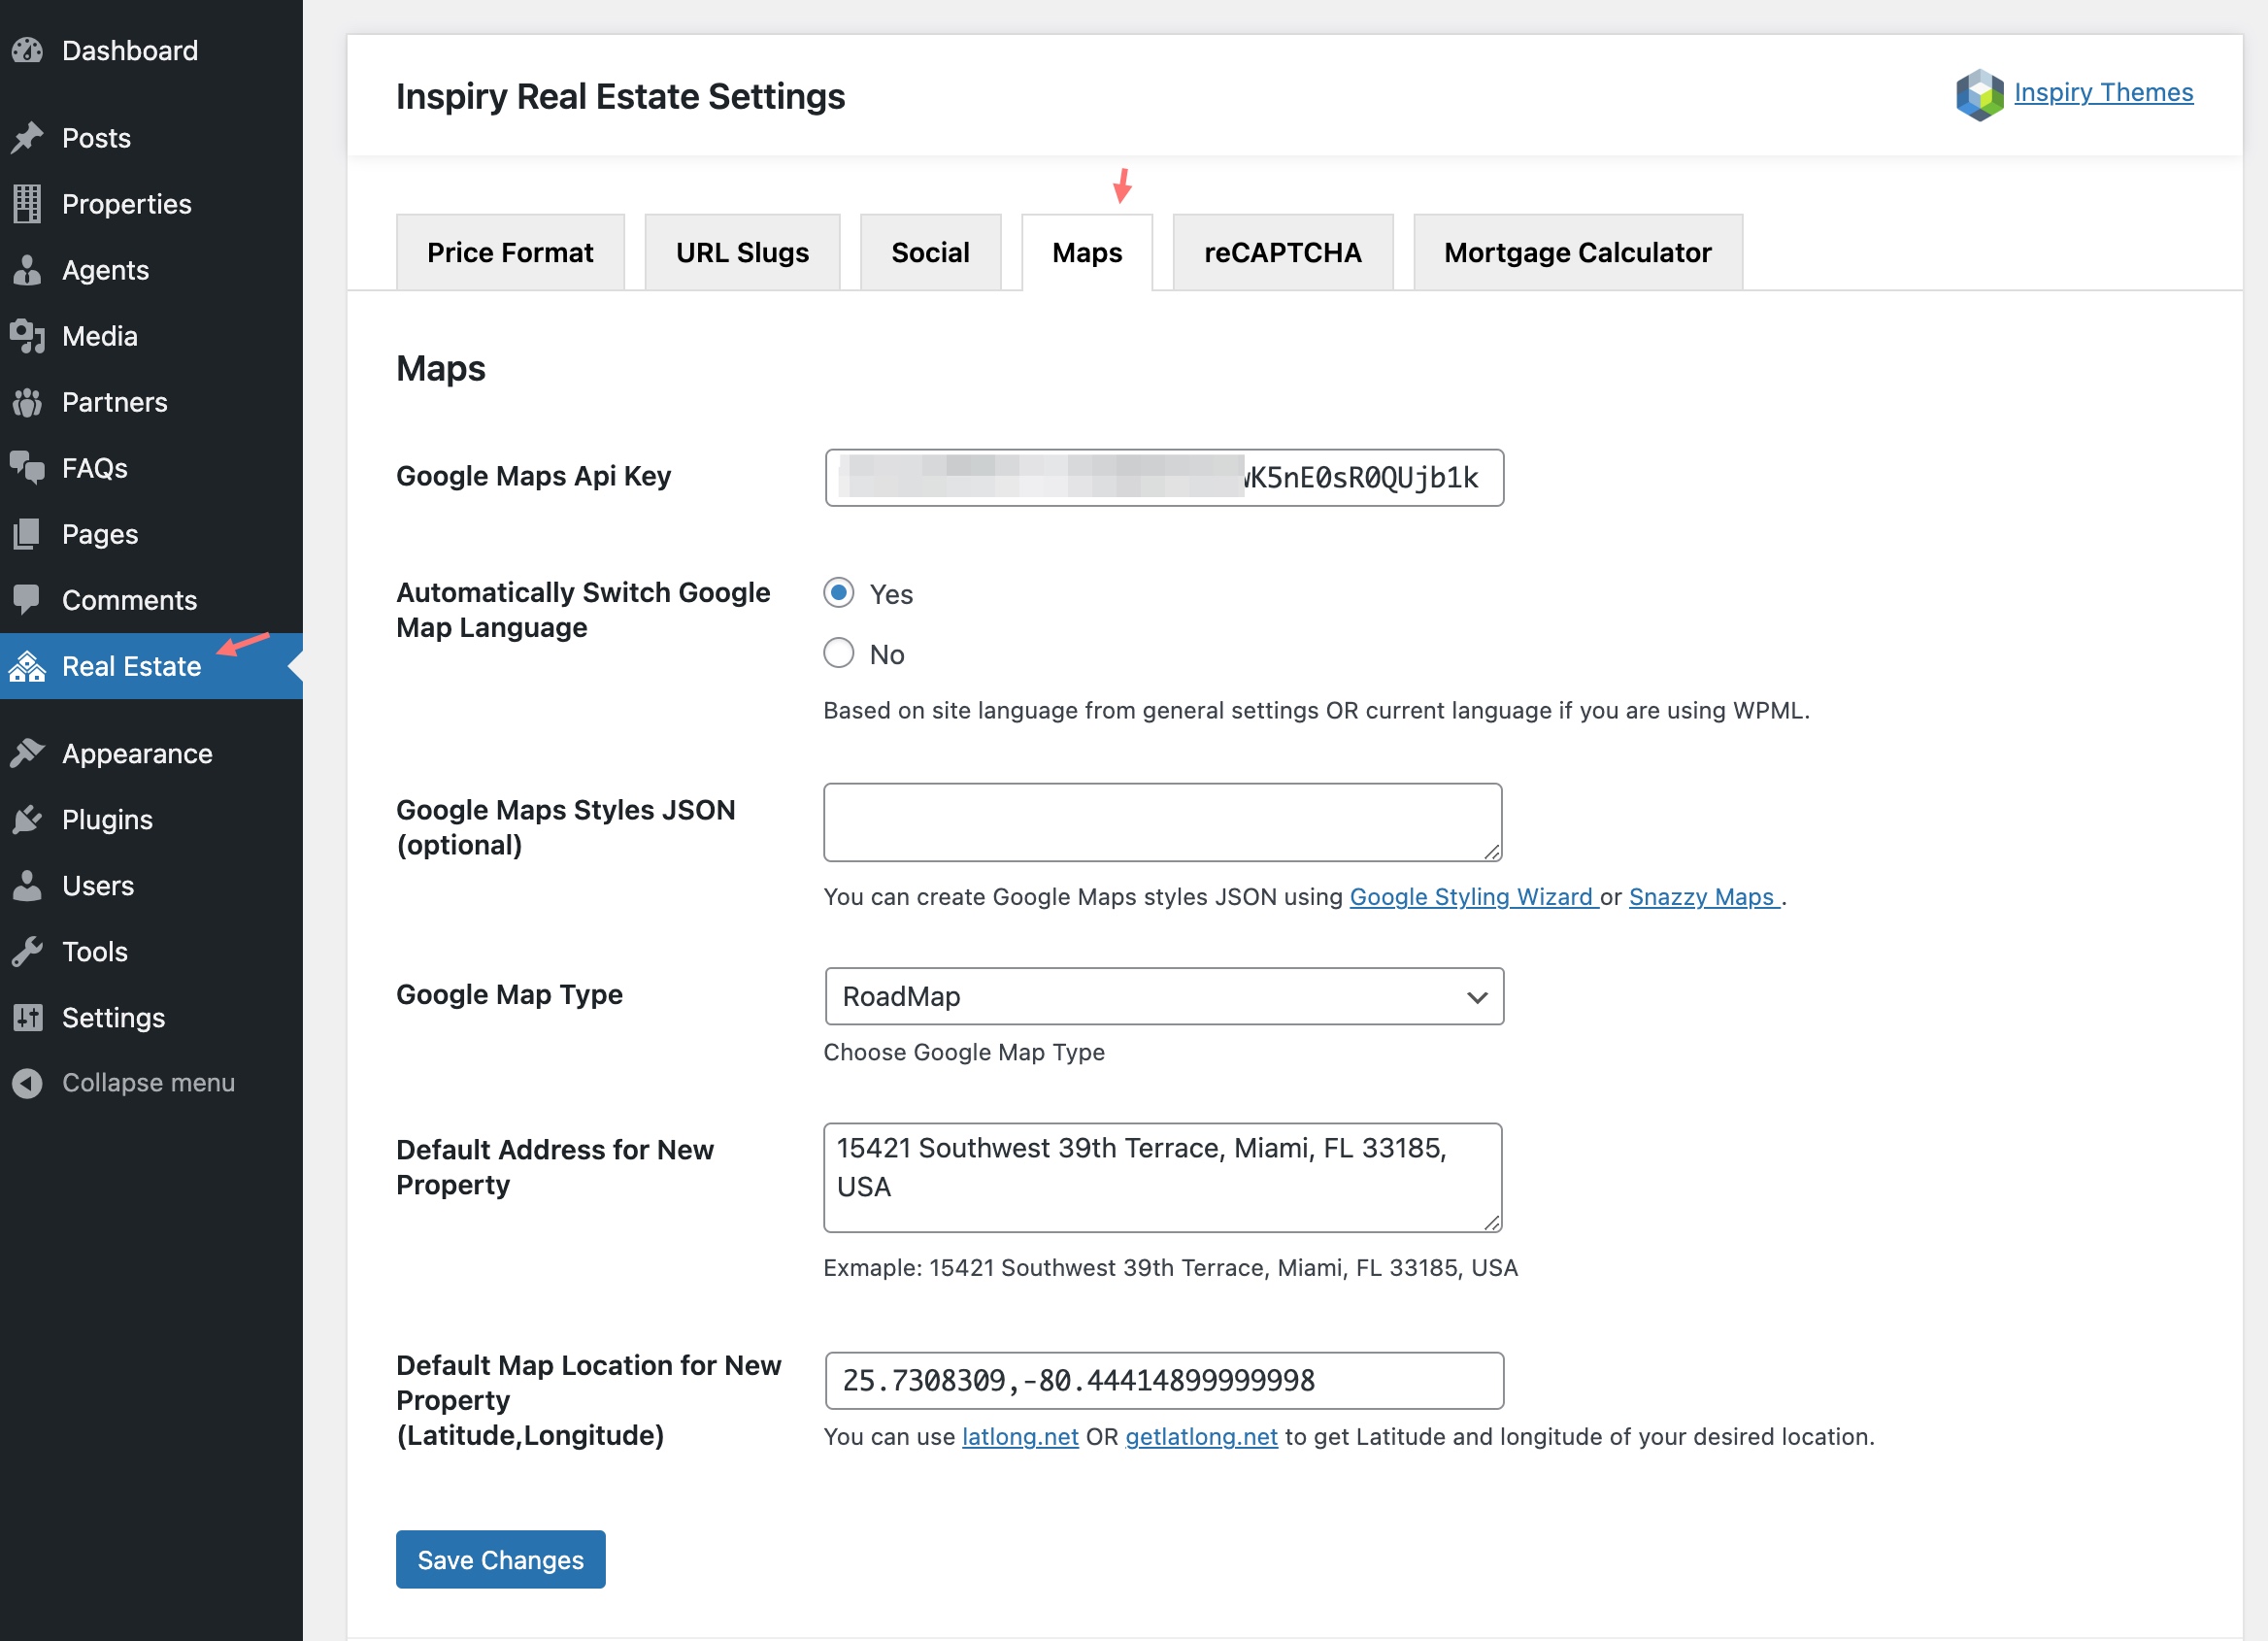 Dashboard
Posts
Properties
Agents
Media
Partners
FAQs
Pages
Comments
Real Estate
Appearance
Plugins
Users
Tools
Settings
Collapse menu
Inspiry Real Estate Settings
Inspiry Themes
Price Format
URL Slugs
Social
Maps
reCAPTCHA
Mortgage Calculator
Maps
Google Maps Api Key
K5nE0sR0QUjb1k
Automatically Switch Google
Map Language
Yes
No
Based on site language from general settings OR current language if you are using WPML.
Google Maps Styles JSON
(optional)
You can create Google Maps styles JSON using Google Styling Wizard or Snazzy Maps .
Google Map Type
RoadMap
Choose Google Map Type
Default Address for New
Property
15421 Southwest 39th Terrace, Miami, FL 33185,
USA
Exmaple: 15421 Southwest 39th Terrace, Miami, FL 33185, USA
Default Map Location for New
Property
(Latitude,Longitude)
25.7308309,-80.44414899999998
You can use latlong.net OR getlatlong.net to get Latitude and longitude of your desired location.
Save Changes